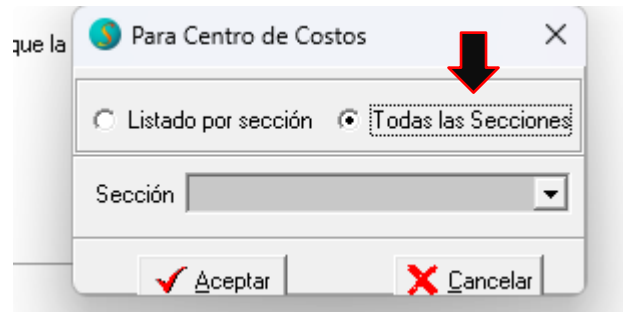 que la
Para Centro de Costos
Listado por sección Todas las Secciones
Sección
Aceptar Cancelar